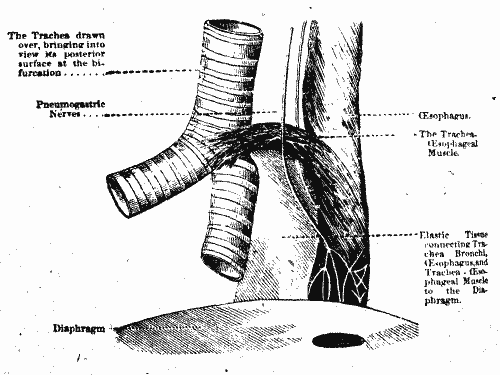 The Trachea drawn
over, bringing into
view its posterior
surface at the bi-
furcation
Pneumogastric
Nerves
Œsophagus.
The Trachea-
Œsophageal
Muscle.
Elastic Tissue
connecting Tra-
chea Bronchi,
Œsophagus, and
Trachea - Œso-
phageal Muscle
to the Dia-
phragm.
Diaphragm